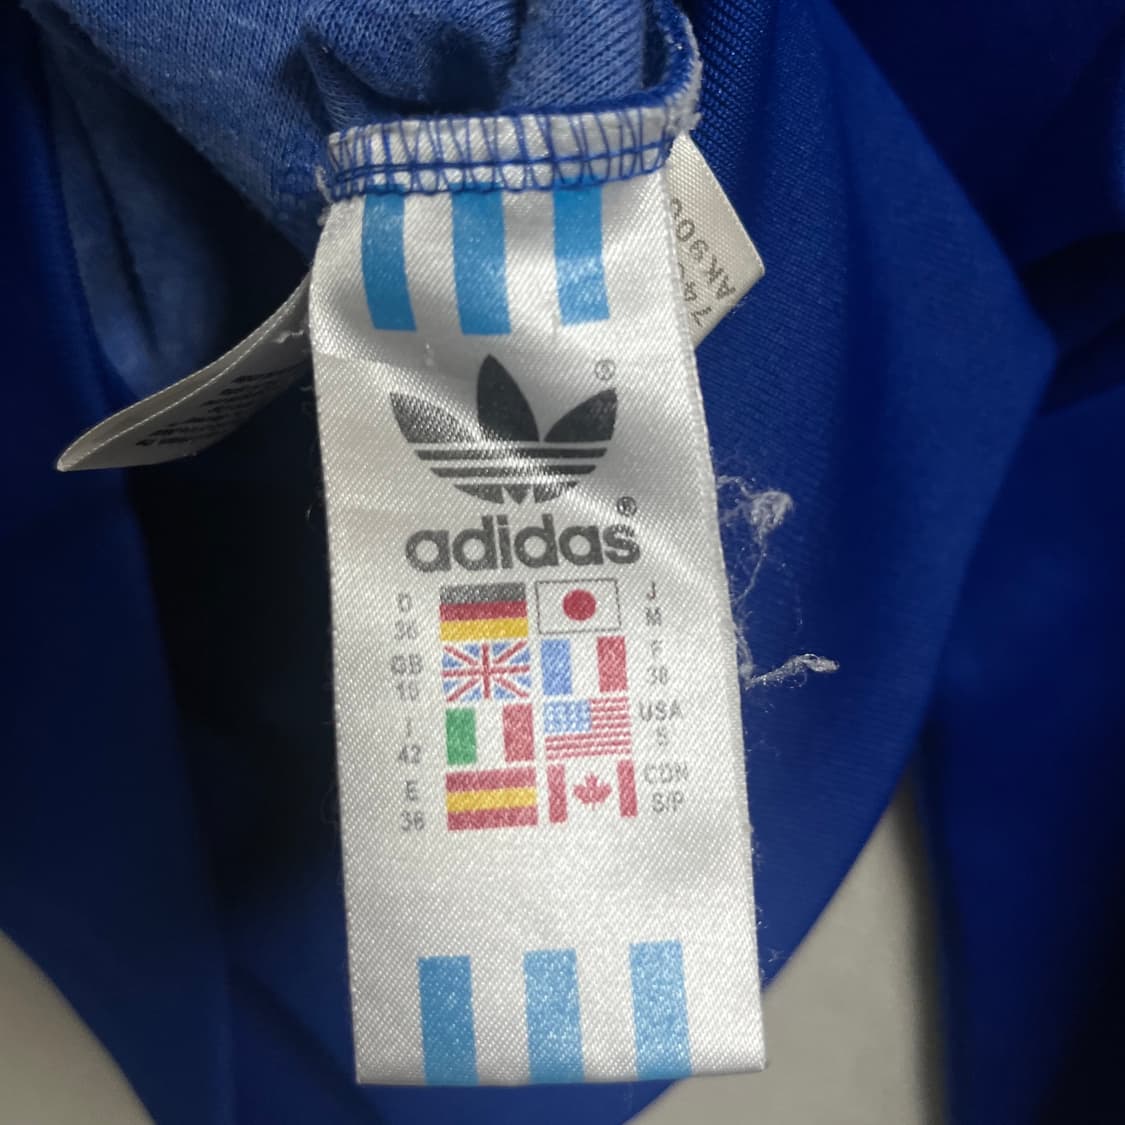 adidas
D
36
GB
10
I
42
E
36
J
M
F
38
USA
S
CDN
S/P